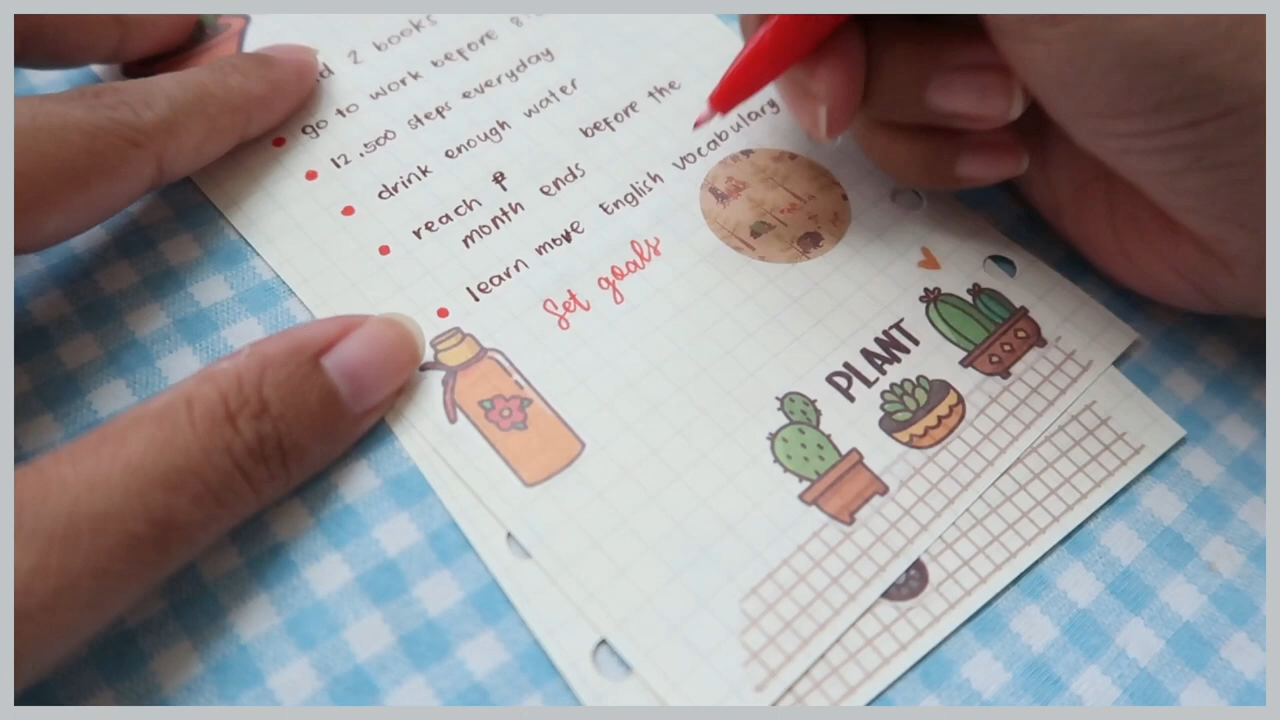 2 books
go to work before
12,500 steps everyday
drink enough water
reach ₱ before the
month ends
learn more English vocabulary
Set goals
PLANT